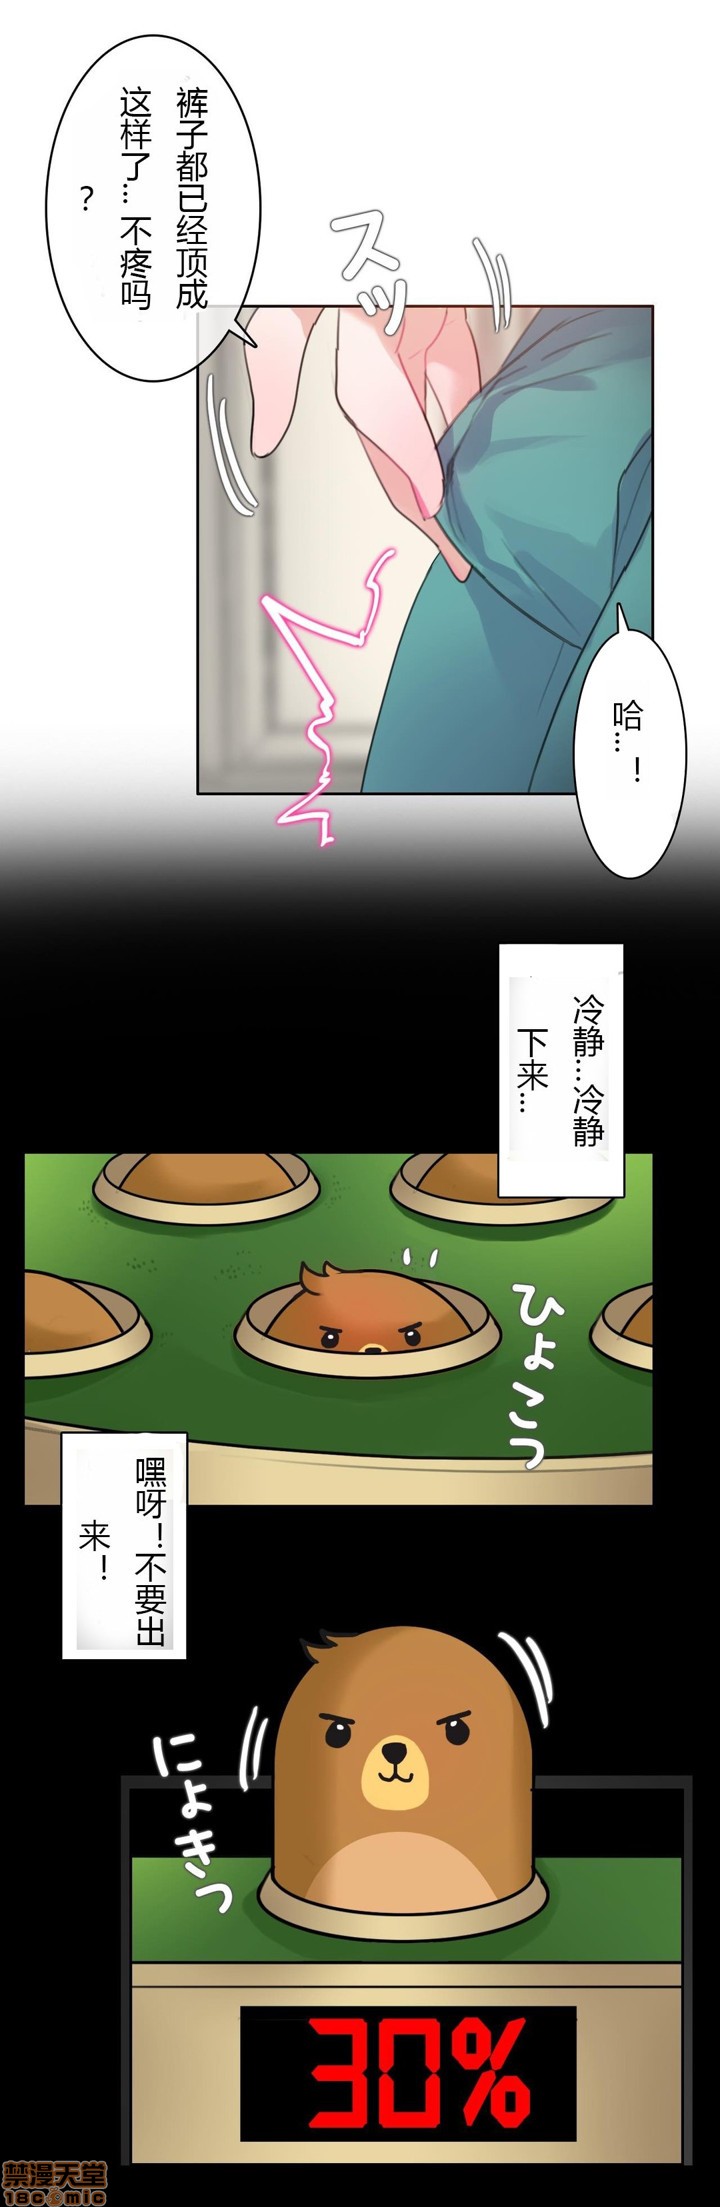 裤子都已经顶成
这样了…不疼吗
？
スッ
哈…！
冷静…冷静
下来…
ひょこっ
嘿呀！不要出
来！
にょきっ
30%
禁漫天堂
18comic